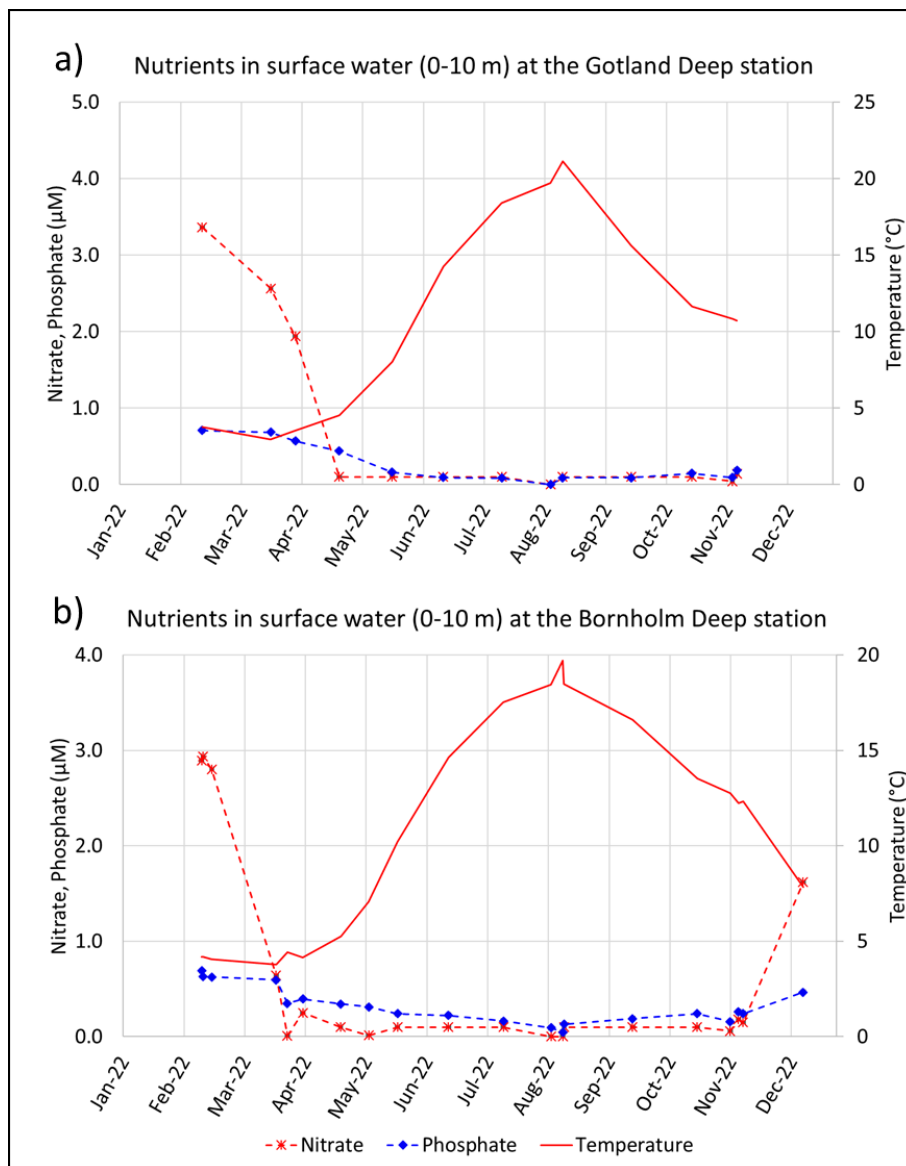 a)
Nutrients in surface water (0-10 m) at the Gotland Deep station
Nitrate, Phosphate (µM)
5.0
4.0
3.0
2.0
1.0
0.0
25
20
15
10
5
0
Temperature (°C)
Jan-22
Feb-22
Mar-22
Apr-22
May-22
Jun-22
Jul-22
Aug-22
Sep-22
Oct-22
Nov-22
Dec-22
b)
Nutrients in surface water (0-10 m) at the Bornholm Deep station
Nitrate, Phosphate (µM)
4.0
3.0
2.0
1.0
0.0
20
15
10
5
0
Temperature (°C)
Jan-22
Feb-22
Mar-22
Apr-22
May-22
Jun-22
Jul-22
Aug-22
Sep-22
Oct-22
Nov-22
Dec-22
Nitrate
Phosphate
Temperature